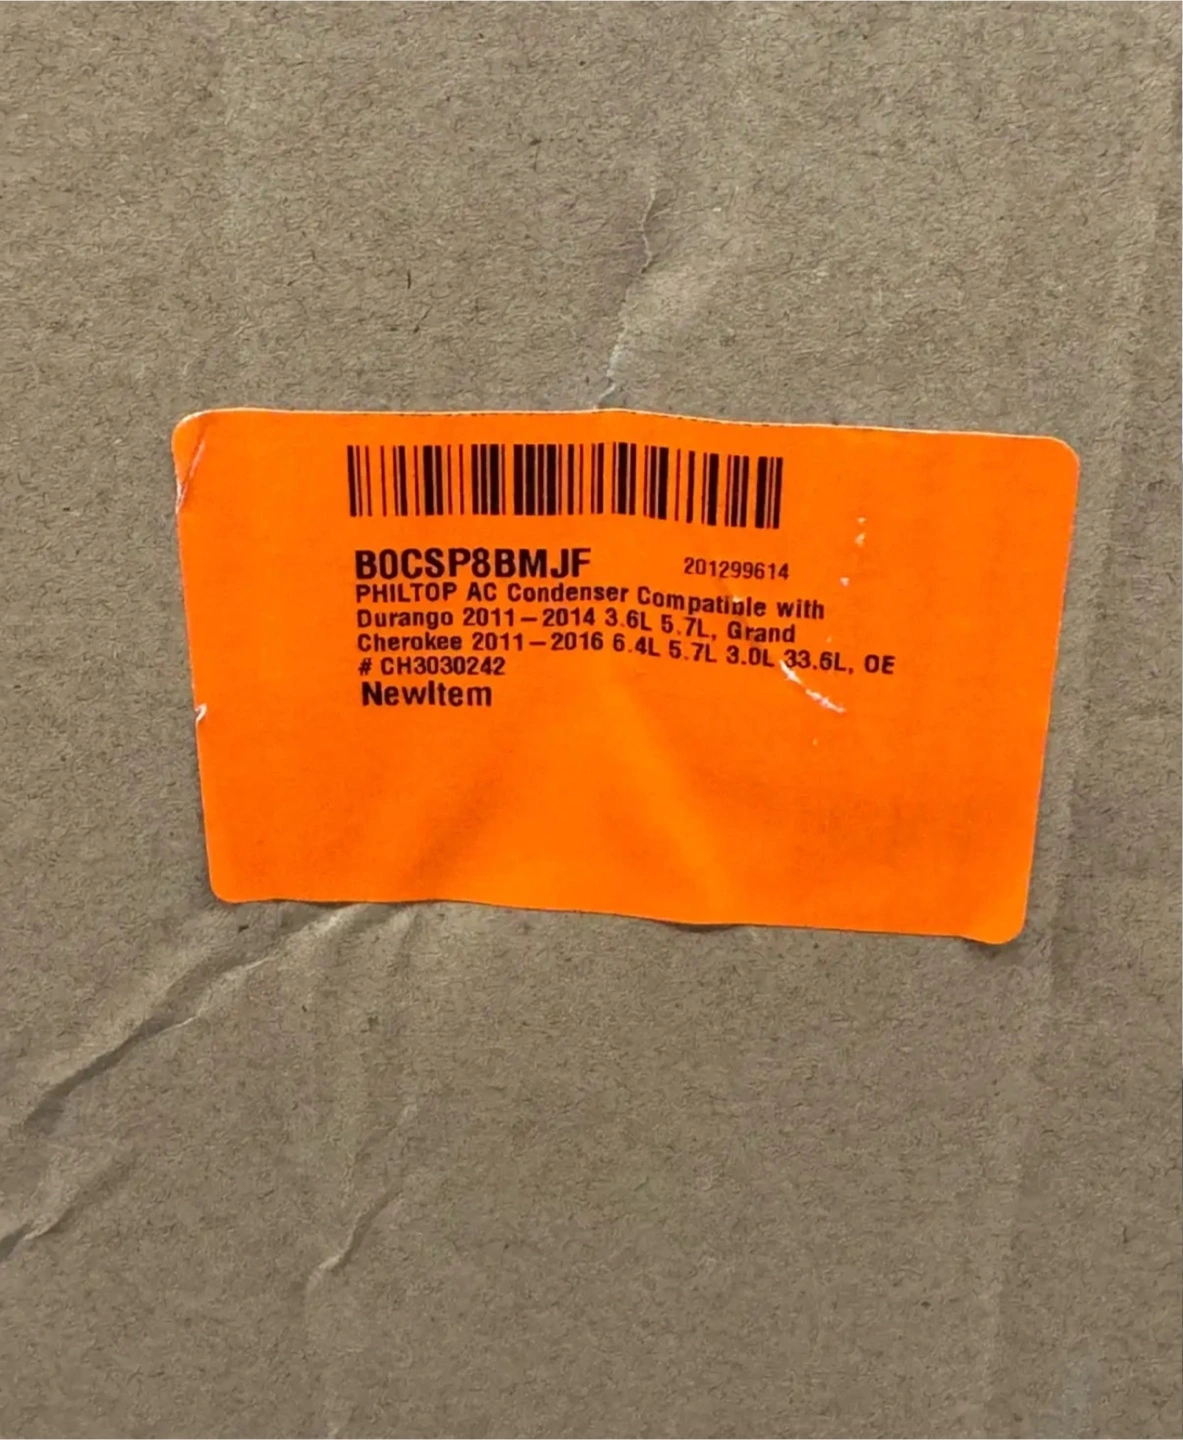 B0CSP8BMJF 201299614
PHILTOP AC Condenser Compatible with
Durango 2011-2014 3.6L 5.7L, Grand
Cherokee 2011-2016 6.4L 5.7L 3.0L 33.6L, OE
# CH3030242
NewItem